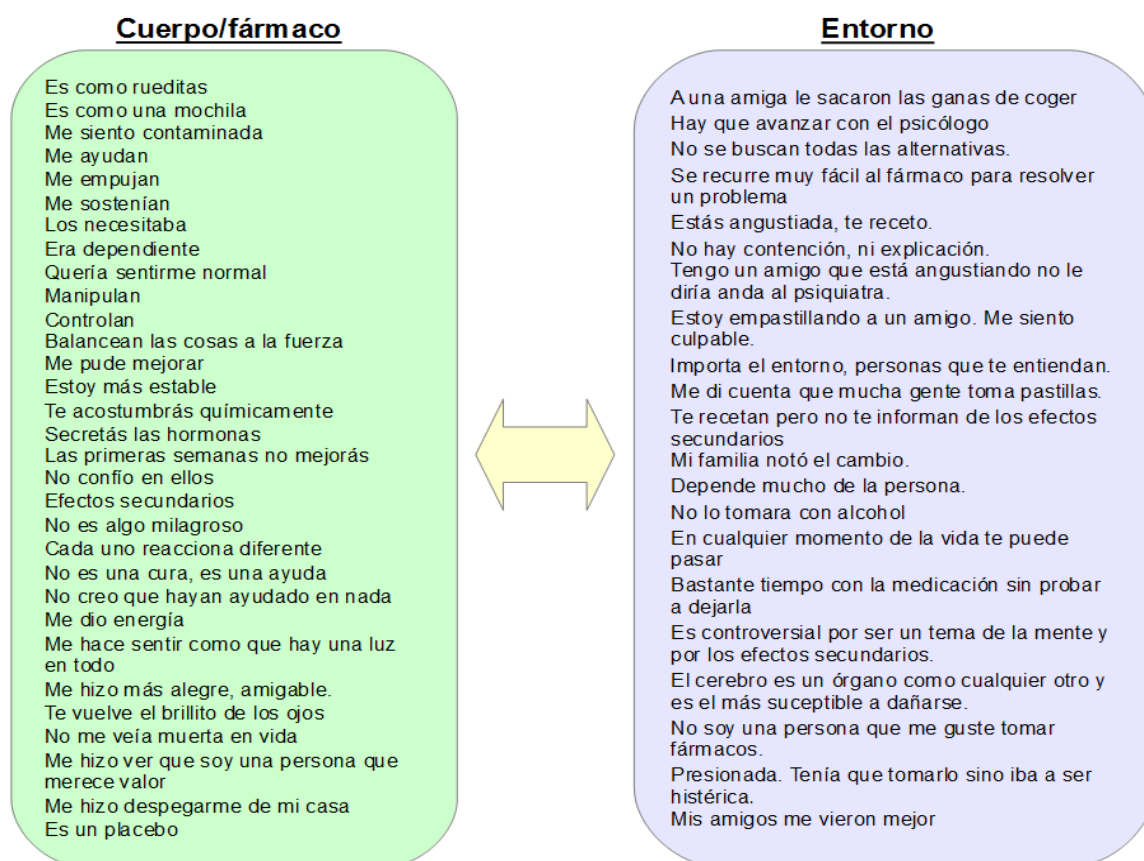 Cuerpo/fármaco
Es como rueditas
Es como una mochila
Me siento contaminada
Me ayudan
Me empujan
Me sostenían
Los necesitaba
Era dependiente
Quería sentirme normal
Manipulan
Controlan
Balancean las cosas a la fuerza
Me pude mejorar
Estoy más estable
Te acostumbrás químicamente
Secretás las hormonas
Las primeras semanas no mejorás
No confío en ellos
Efectos secundarios
No es algo milagroso
Cada uno reacciona diferente
No es una cura, es una ayuda
No creo que hayan ayudado en nada
Me dio energía
Me hace sentir como que hay una luz
en todo
Me hizo más alegre, amigable.
Te vuelve el brillito de los ojos
No me veía muerta en vida
Me hizo ver que soy una persona que
merece valor
Me hizo despegarme de mi casa
Es un placebo
Entorno
A una amiga le sacaron las ganas de coger
Hay que avanzar con el psicólogo
No se buscan todas las alternativas.
Se recurre muy fácil al fármaco para resolver
un problema
Estás angustiada, te receto.
No hay contención, ni explicación.
Tengo un amigo que está angustiando no le
diría anda al psiquiatra.
Estoy empastillando a un amigo. Me siento
culpable.
Importa el entorno, personas que te entiendan.
Me di cuenta que mucha gente toma pastillas.
Te recetan pero no te informan de los efectos
secundarios
Mi familia notó el cambio.
Depende mucho de la persona.
No lo tomara con alcohol
En cualquier momento de la vida te puede
pasar
Bastante tiempo con la medicación sin probar
a dejarla
Es controversial por ser un tema de la mente y
por los efectos secundarios.
El cerebro es un órgano como cualquier otro y
es el más suceptible a dañarse.
No soy una persona que me guste tomar
fármacos.
Presionada. Tenía que tomarlo sino iba a ser
histérica.
Mis amigos me vieron mejor